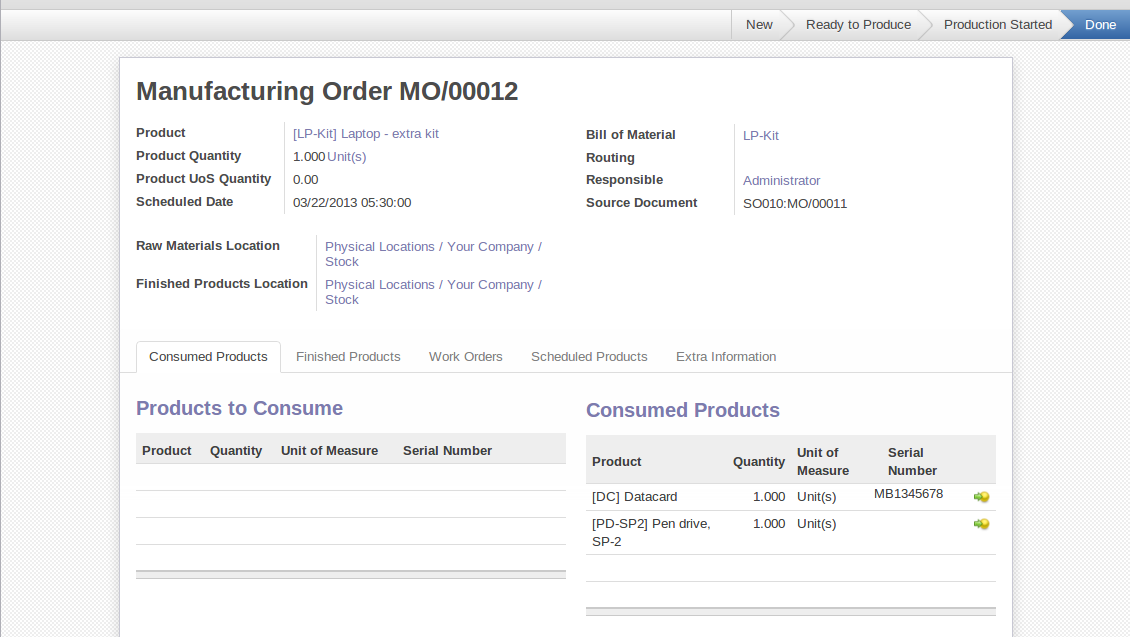 New Ready to Produce Production Started Done
Manufacturing Order MO/00012
Product [LP-Kit] Laptop - extra kit
Product Quantity 1.000 Unit(s)
Product UoS Quantity 0.00
Scheduled Date 03/22/2013 05:30:00
Bill of Material LP-Kit
Routing
Responsible Administrator
Source Document SO010:MO/00011
Raw Materials Location Physical Locations / Your Company /
Stock
Finished Products Location Physical Locations / Your Company /
Stock
Consumed Products Finished Products Work Orders Scheduled Products Extra Information
Products to Consume
Product Quantity Unit of Measure Serial Number
Consumed Products
Product Quantity Unit of Measure Serial Number
[DC] Datacard 1.000 Unit(s) MB1345678
[PD-SP2] Pen drive, 1.000 Unit(s)
SP-2